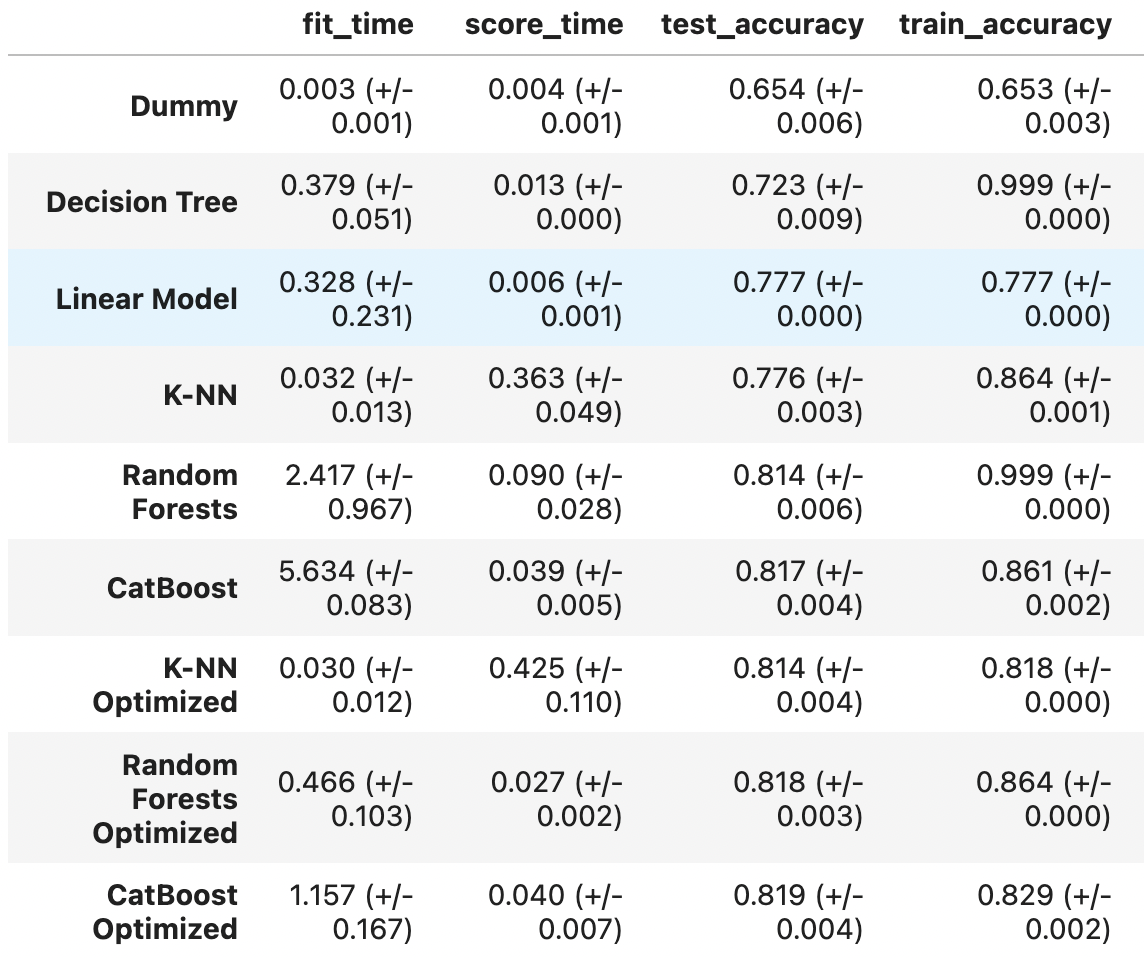 fit_time score_time test_accuracy train_accuracy
Dummy 0.003 (+/- 0.001) 0.004 (+/- 0.001) 0.654 (+/- 0.006) 0.653 (+/- 0.003)
Decision Tree 0.379 (+/- 0.051) 0.013 (+/- 0.000) 0.723 (+/- 0.009) 0.999 (+/- 0.000)
Linear Model 0.328 (+/- 0.231) 0.006 (+/- 0.001) 0.777 (+/- 0.000) 0.777 (+/- 0.000)
K-NN 0.032 (+/- 0.013) 0.363 (+/- 0.049) 0.776 (+/- 0.003) 0.864 (+/- 0.001)
Random Forests 2.417 (+/- 0.967) 0.090 (+/- 0.028) 0.814 (+/- 0.006) 0.999 (+/- 0.000)
CatBoost 5.634 (+/- 0.083) 0.039 (+/- 0.005) 0.817 (+/- 0.004) 0.861 (+/- 0.002)
K-NN Optimized 0.030 (+/- 0.012) 0.425 (+/- 0.110) 0.814 (+/- 0.004) 0.818 (+/- 0.000)
Random Forests Optimized 0.466 (+/- 0.103) 0.027 (+/- 0.002) 0.818 (+/- 0.003) 0.864 (+/- 0.000)
CatBoost Optimized 1.157 (+/- 0.167) 0.040 (+/- 0.007) 0.819 (+/- 0.004) 0.829 (+/- 0.002)